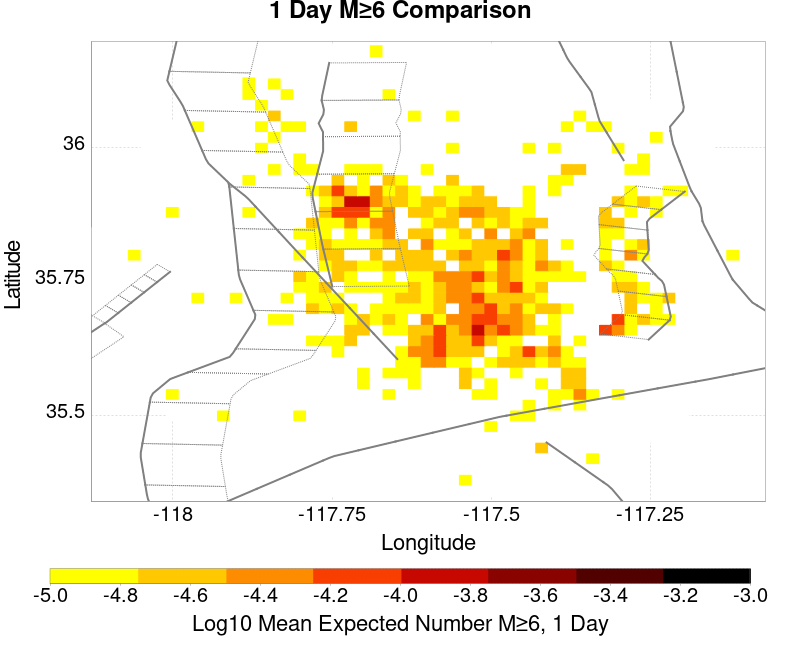 1 Day M≥6 Comparison
Latitude
36
35.75
35.5
-118 -117.75 -117.5 -117.25
Longitude
-5.0 -4.8 -4.6 -4.4 -4.2 -4.0 -3.8 -3.6 -3.4 -3.2 -3.0
Log10 Mean Expected Number M≥6, 1 Day